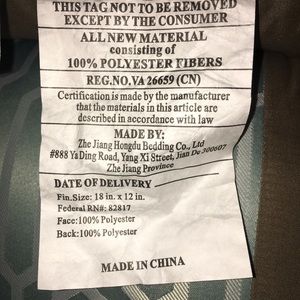 THIS TAG NOT TO BE REMOVED
EXCEPT BY THE CONSUMER
ALL NEW MATERIAL
consisting of
100% POLYESTER FIBERS
REG.NO.VA 26659 (CN)
Certification is made by the manufacturer
that the materials in this article are
described in accordance with law
MADE BY:
Zhe Jiang Hongdu Bedding Co., Ltd
#888 Ya Ding Road, Yang Xi Street, Jian De 300607
Zhe Jiang Province
DATE OF DELIVERY
Fin.Size: 18 in. x 12 in.
Federal RN#: 82817
Face:100% Polyester
Back:100% Polyester
MADE IN CHINA